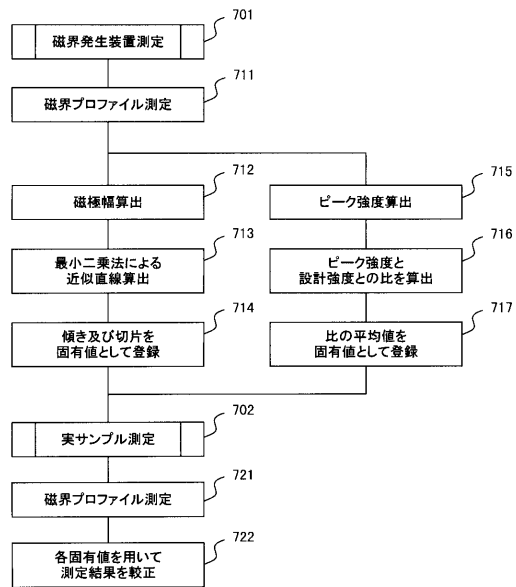 701
磁界発生装置測定
711
磁界プロファイル測定
712
磁極幅算出
713
最小二乗法による
近似直線算出
714
傾き及び切片を
固有値として登録
715
ピーク強度算出
716
ピーク強度と
設計強度との比を算出
717
比の平均値を
固有値として登録
702
実サンプル測定
721
磁界プロファイル測定
722
各固有値を用いて
測定結果を較正